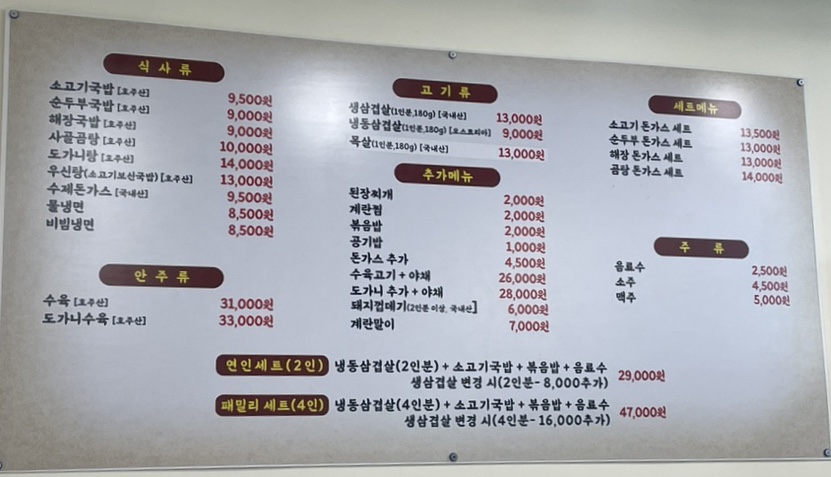 식사류
소고기국밥 [호주산] 9,500원
순두부국밥 [호주산] 9,000원
해장국밥 [호주산] 9,000원
사골곰탕 [호주산] 10,000원
도가니탕 [호주산] 14,000원
우신탕(소고기보신국밥) [호주산] 13,000원
수제돈가스 [국내산] 9,500원
물냉면 8,500원
비빔냉면 8,500원
안주류
수육 [호주산] 31,000원
도가니수육 [호주산] 33,000원
고기류
생삼겹살(1인분,180g) [국내산] 13,000원
냉동삼겹살(1인분,180g) [오스트리아] 9,000원
목살(1인분,180g) [국내산] 13,000원
추가메뉴
된장찌개 2,000원
계란찜 2,000원
볶음밥 2,000원
공기밥 1,000원
돈가스 추가 4,500원
수육고기 + 야채 26,000원
도가니 추가 + 야채 28,000원
돼지껍데기(2인분 이상, 국내산] 6,000원
계란말이 7,000원
세트메뉴
소고기 돈가스 세트 13,500원
순두부 돈가스 세트 13,000원
해장 돈가스 세트 13,000원
곰탕 돈가스 세트 14,000원
주류
음료수 2,500원
소주 4,500원
맥주 5,000원
연인세트(2인) 냉동삼겹살(2인분) + 소고기국밥 + 볶음밥 + 음료수 29,000원
생삼겹살 변경 시(2인분- 8,000추가)
패밀리 세트(4인) 냉동삼겹살(4인분) + 소고기국밥 + 볶음밥 + 음료수 47,000원
생삼겹살 변경 시(4인분- 16,000추가)